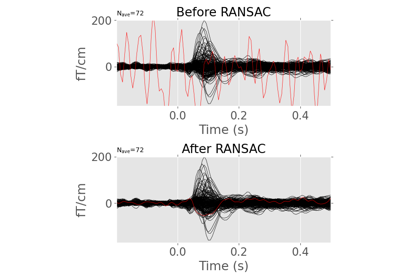 Before RANSAC
Nave=72
200
0
fT/cm
0.0 0.2 0.4
Time (s)
After RANSAC
Nave=72
200
0
fT/cm
0.0 0.2 0.4
Time (s)